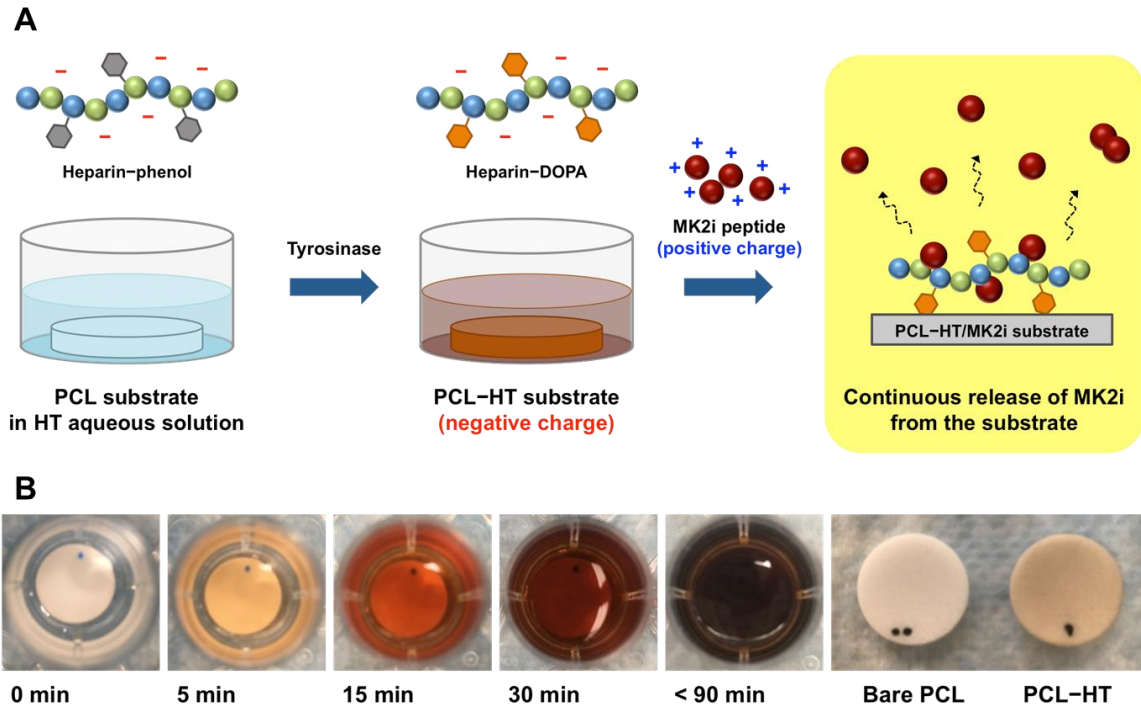 A
Heparin−phenol
Heparin−DOPA
Tyrosinase
MK2i peptide
(positive charge)
PCL−HT/MK2i substrate
PCL substrate
in HT aqueous solution
PCL−HT substrate
(negative charge)
Continuous release of MK2i
from the substrate
B
0 min
5 min
15 min
30 min
< 90 min
Bare PCL
PCL−HT